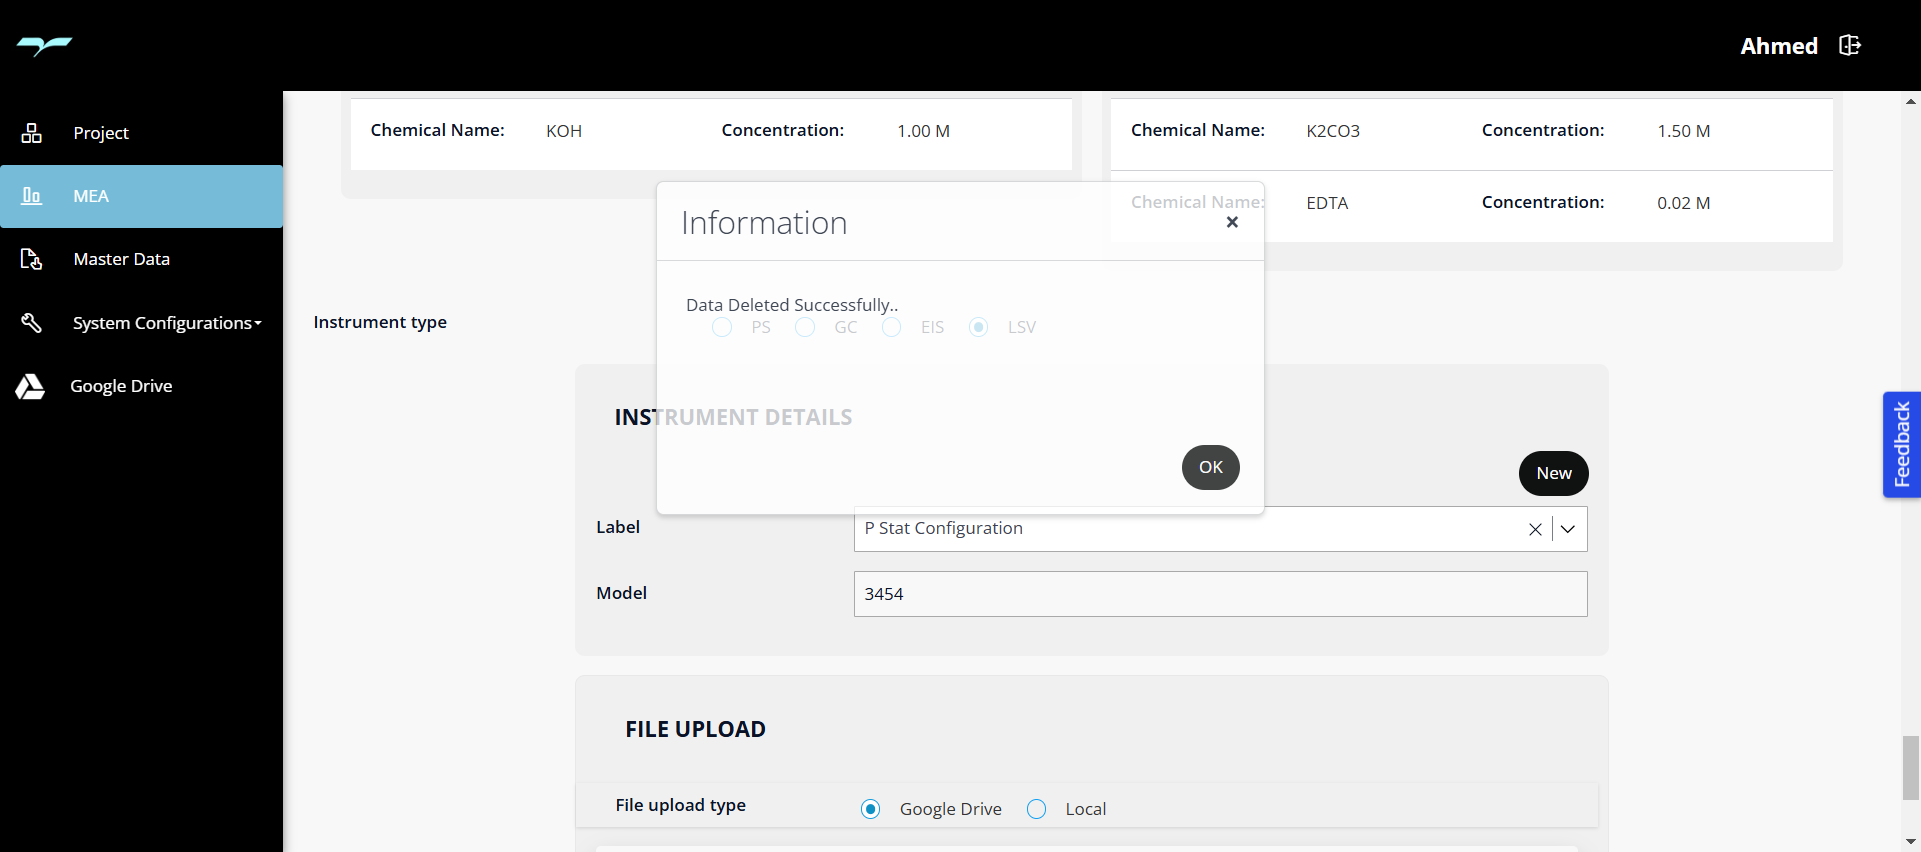 Ahmed
Project
MEA
Master Data
System Configurations
Google Drive
Chemical Name: KOH Concentration: 1.00 M
Chemical Name: K2CO3 Concentration: 1.50 M
Chemical Name: EDTA Concentration: 0.02 M
Information
Data Deleted Successfully..
Instrument type
PS GC EIS LSV
INSTRUMENT DETAILS
OK
New
Label P Stat Configuration
Model 3454
FILE UPLOAD
File upload type Google Drive Local
Feedback